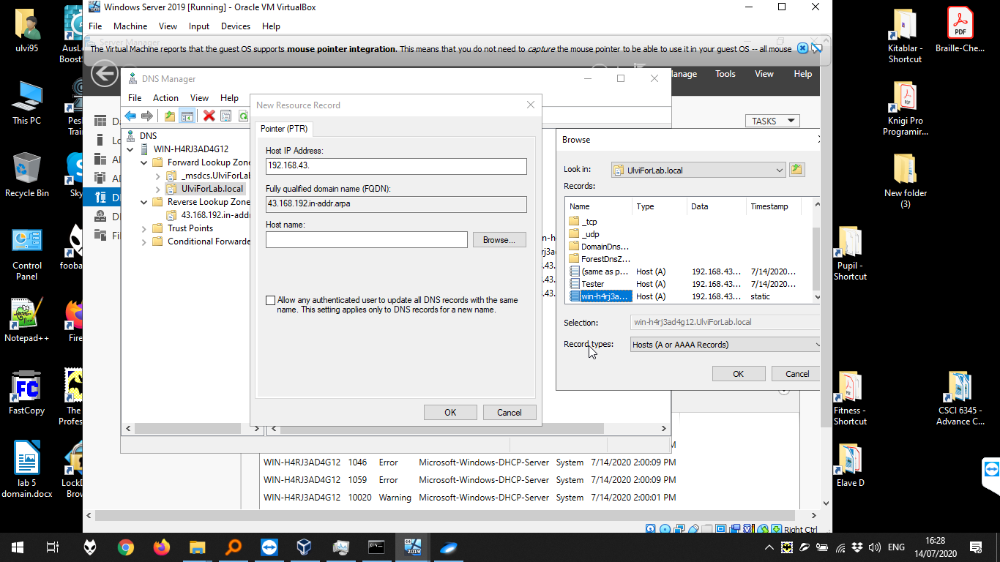 Windows Server 2019 [Running] - Oracle VM VirtualBox
File Machine View Input Devices Help
The Virtual Machine reports that the guest OS supports mouse pointer integration. This means that you do not need to capture the mouse pointer to be able to use it in your guest OS -- all mouse
Manage Tools View Help
DNS Manager
File Action View Help
TASKS
DNS
WIN-H4RJ3AD4G12
Forward Lookup Zone
_msdcs.UlviForLab
UlviForLab.local
Reverse Lookup Zone
43.168.192.in-addr
Trust Points
Conditional Forwarde
New Resource Record
Pointer (PTR)
Host IP Address:
192.168.43.
Fully qualified domain name (FQDN):
43.168.192.in-addr.arpa
Host name:
Browse...
Allow any authenticated user to update all DNS records with the same
name. This setting applies only to DNS records for a new name.
OK Cancel
Browse
Look in: UlviForLab.local
Records:
Name Type Data Timestamp
_tcp
_udp
DomainDns...
ForestDnsZ...
(same as p... Host (A) 192.168.43... 7/14/2020...
Tester Host (A) 192.168.43... 7/14/2020...
win-h4rj3a... Host (A) 192.168.43... static
Selection: win-h4rj3ad4g12.UlviForLab.local
Record types: Hosts (A or AAAA Records)
OK Cancel
WIN-H4RJ3AD4G12 1046 Error Microsoft-Windows-DHCP-Server System 7/14/2020 2:00:09 PM
WIN-H4RJ3AD4G12 1059 Error Microsoft-Windows-DHCP-Server System 7/14/2020 2:00:09 PM
WIN-H4RJ3AD4G12 10020 Warning Microsoft-Windows-DHCP-Server System 7/14/2020 2:00:01 PM
Right Ctrl
ulvi95
This PC
Recycle Bin
Control
Panel
Notepad++
FastCopy
The
lab 5
domain.docx
Kitablar -
Shortcut
Braille-Che...
Knigi Pro
Programir...
New folder
(3)
Pupil -
Shortcut
Fitness -
Shortcut
CSCI 6345 -
Advance C...
Elave D
2019
ENG
16:28
14/07/2020